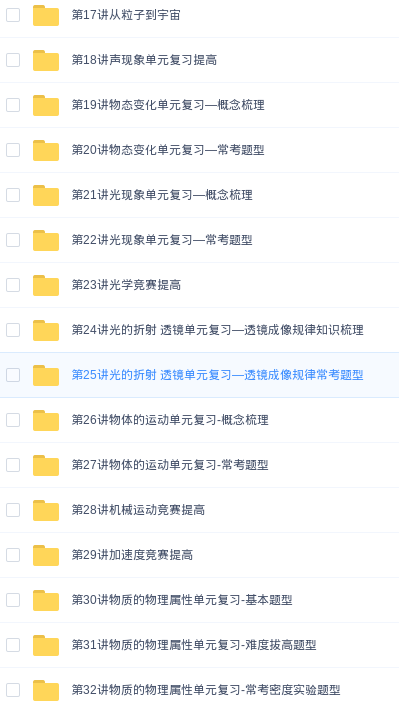 第17讲从粒子到宇宙
第18讲声现象单元复习提高
第19讲物态变化单元复习—概念梳理
第20讲物态变化单元复习—常考题型
第21讲光现象单元复习—概念梳理
第22讲光现象单元复习—常考题型
第23讲光学竞赛提高
第24讲光的折射 透镜单元复习—透镜成像规律知识梳理
第25讲光的折射 透镜单元复习—透镜成像规律常考题型
第26讲物体的运动单元复习-概念梳理
第27讲物体的运动单元复习-常考题型
第28讲机械运动竞赛提高
第29讲加速度竞赛提高
第30讲物质的物理属性单元复习-基本题型
第31讲物质的物理属性单元复习-难度拔高题型
第32讲物质的物理属性单元复习-常考密度实验题型